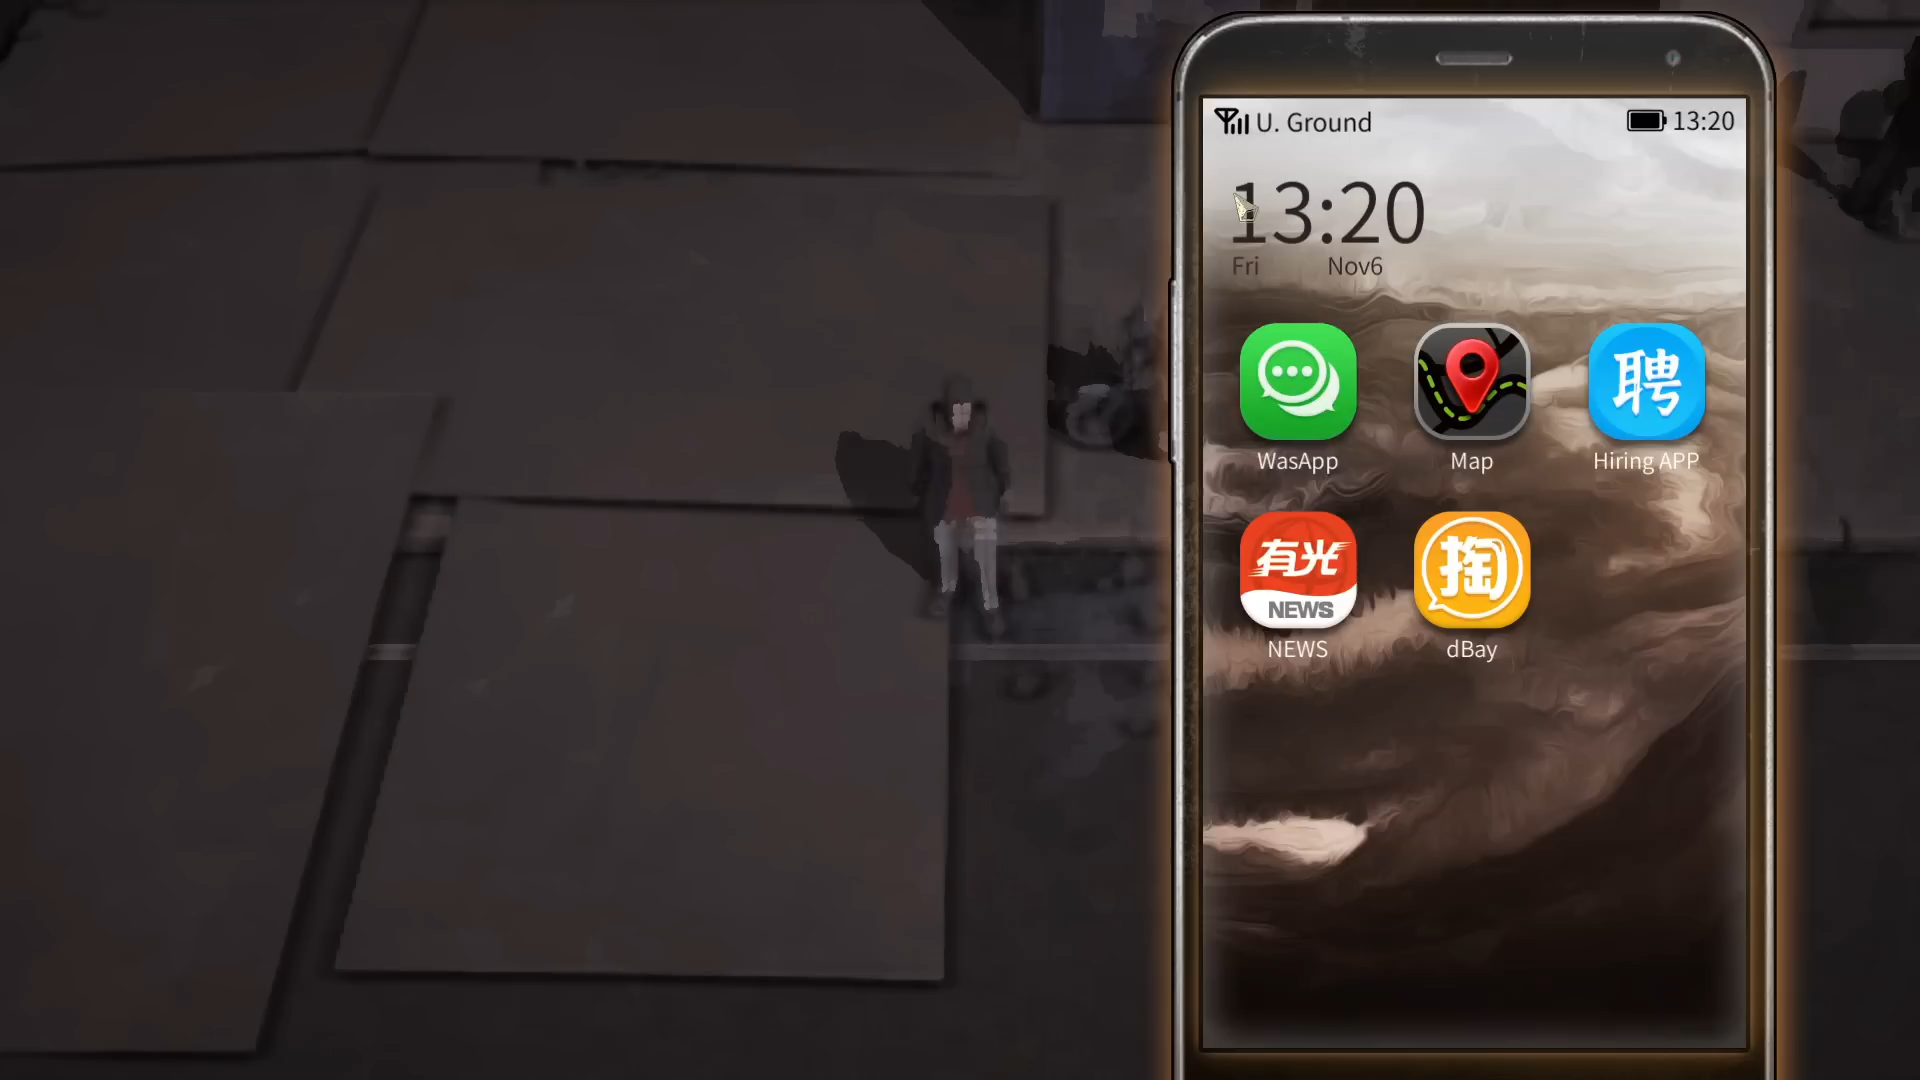 U. Ground 13:20
13:20
Fri Nov6
聘
WasApp Map Hiring APP
有光 掏
NEWS
NEWS dBay